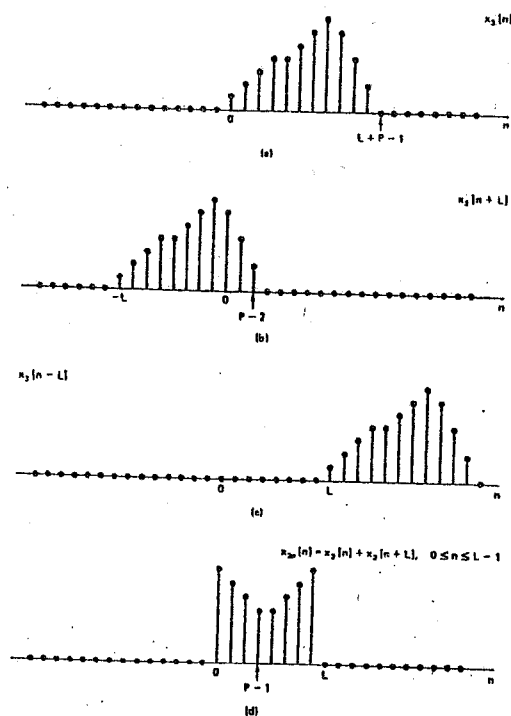 x₃[n]
0
L + P − 1
n
(a)
x₃[n + L]
−L
0
P − 2
n
(b)
x₃[n − L]
0
L
n
(c)
x₃ₚ[n] = x₃[n] + x₃[n + L], 0 ≤ n ≤ L − 1
0
P − 1
L
n
(d)